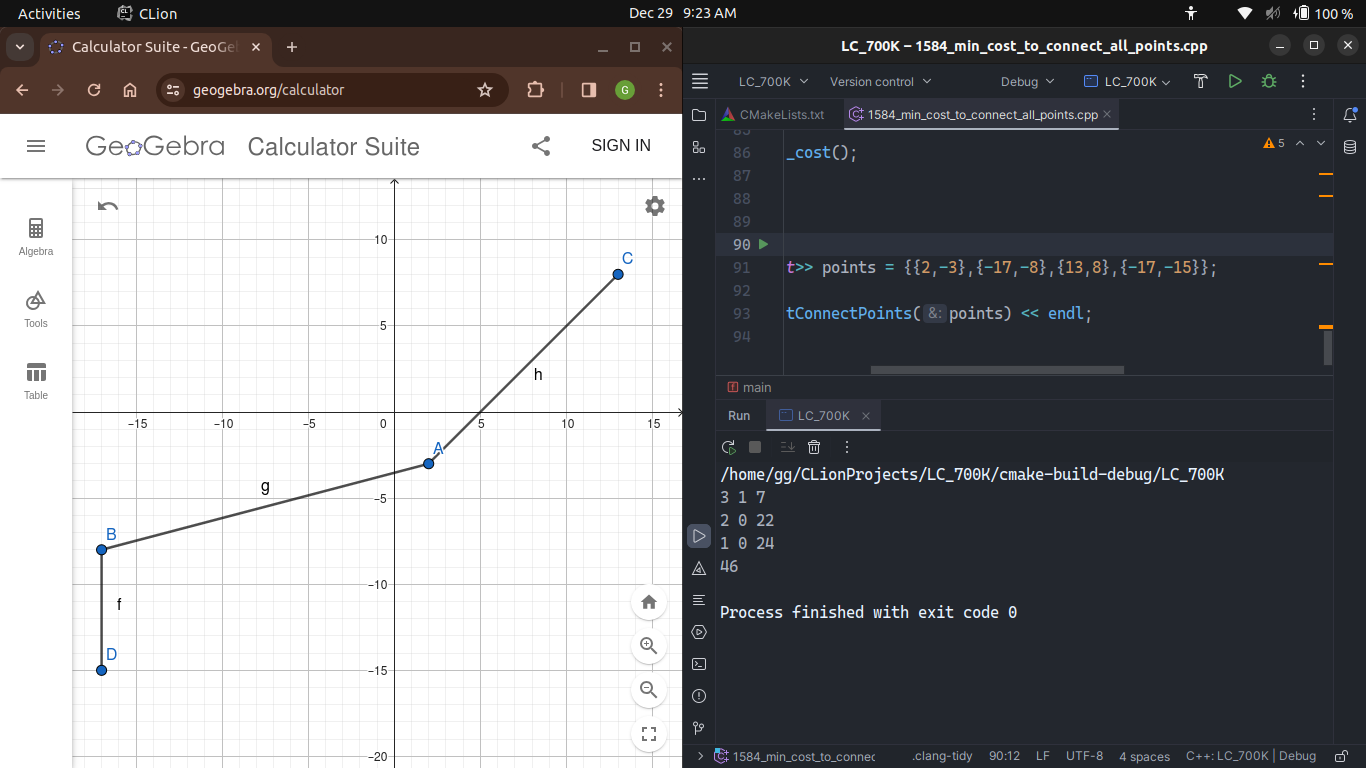 Activities CLion Dec 29 9:23 AM 100 %
Calculator Suite - GeoGe
geogebra.org/calculator G
GeoGebra Calculator Suite SIGN IN
Algebra
Tools
Table
10
5
-15 -10 -5 0 5 10 15
-5
-10
-15
-20
C
h
A
g
B
f
D
LC_700K – 1584_min_cost_to_connect_all_points.cpp
LC_700K Version control Debug LC_700K
CMakeLists.txt 1584_min_cost_to_connect_all_points.cpp
85
86 _cost(); 5
87
88
89
90
91 t>> points = {{2,-3},{-17,-8},{13,8},{-17,-15}};
92
93 tConnectPoints( &: points) << endl;
94
f main
Run LC_700K
/home/gg/CLionProjects/LC_700K/cmake-build-debug/LC_700K
3 1 7
2 0 22
1 0 24
46
Process finished with exit code 0
1584_min_cost_to_connec .clang-tidy 90:12 LF UTF-8 4 spaces C++: LC_700K | Debug